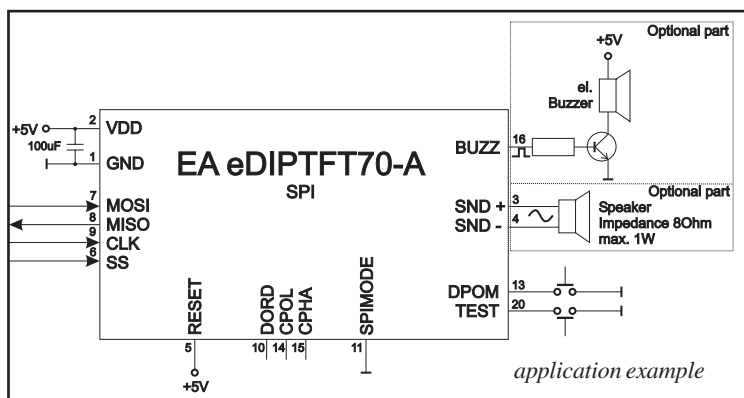 Optional part
+5V
el.
Buzzer
2
VDD
+5V
100uF
1
GND
EA eDIPTFT70-A
SPI
BUZZ
16
Optional part
7
MOSI
8
MISO
9
CLK
6
SS
SND +
3
SND -
4
Speaker
Impedance 8Ohm
max. 1W
DPOM
13
TEST
20
RESET
DORD
CPOL
CPHA
SPIMODE
5
10
14
15
11
+5V
application example